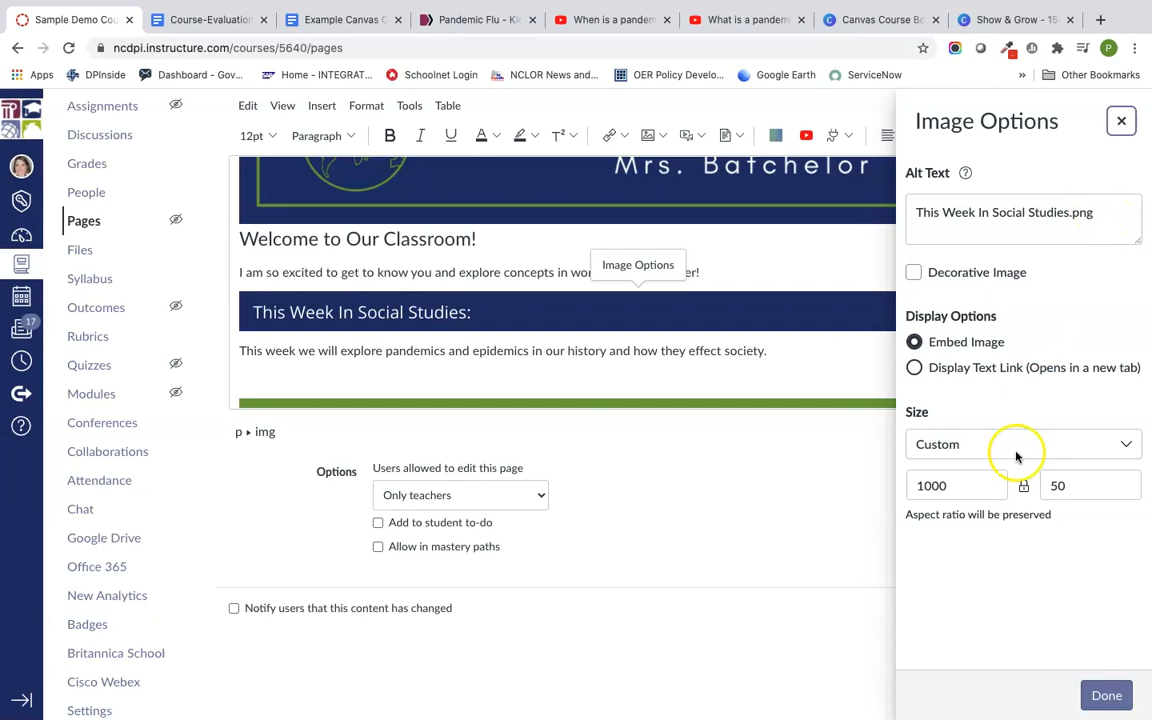 Sample Demo Cou
Course-Evaluation
Example Canvas C
Pandemic Flu - Kid
When is a pandem
What is a pandemi
Canvas Course Ba
Show & Grow - 15
ncdpi.instructure.com/courses/5640/pages
P
Apps
DPInside
Dashboard - Gov...
Home - INTEGRAT...
Schoolnet Login
NCLOR News and...
OER Policy Develo...
Google Earth
ServiceNow
»
Other Bookmarks
Assignments
Discussions
Grades
People
Pages
Files
Syllabus
Outcomes
Rubrics
Quizzes
Modules
Conferences
Collaborations
Attendance
Chat
Google Drive
Office 365
New Analytics
Badges
Britannica School
Cisco Webex
Settings
17
Edit View Insert Format Tools Table
12pt Paragraph B I U A T²
Mrs. Batchelor
Welcome to Our Classroom!
I am so excited to get to know you and explore concepts in wor
er!
Image Options
This Week In Social Studies:
This week we will explore pandemics and epidemics in our history and how they effect society.
p ▸ img
Options
Users allowed to edit this page
Only teachers
Add to student to-do
Allow in mastery paths
Notify users that this content has changed
Image Options
Alt Text
This Week In Social Studies.png
Decorative Image
Display Options
Embed Image
Display Text Link (Opens in a new tab)
Size
Custom
1000
50
Aspect ratio will be preserved
Done